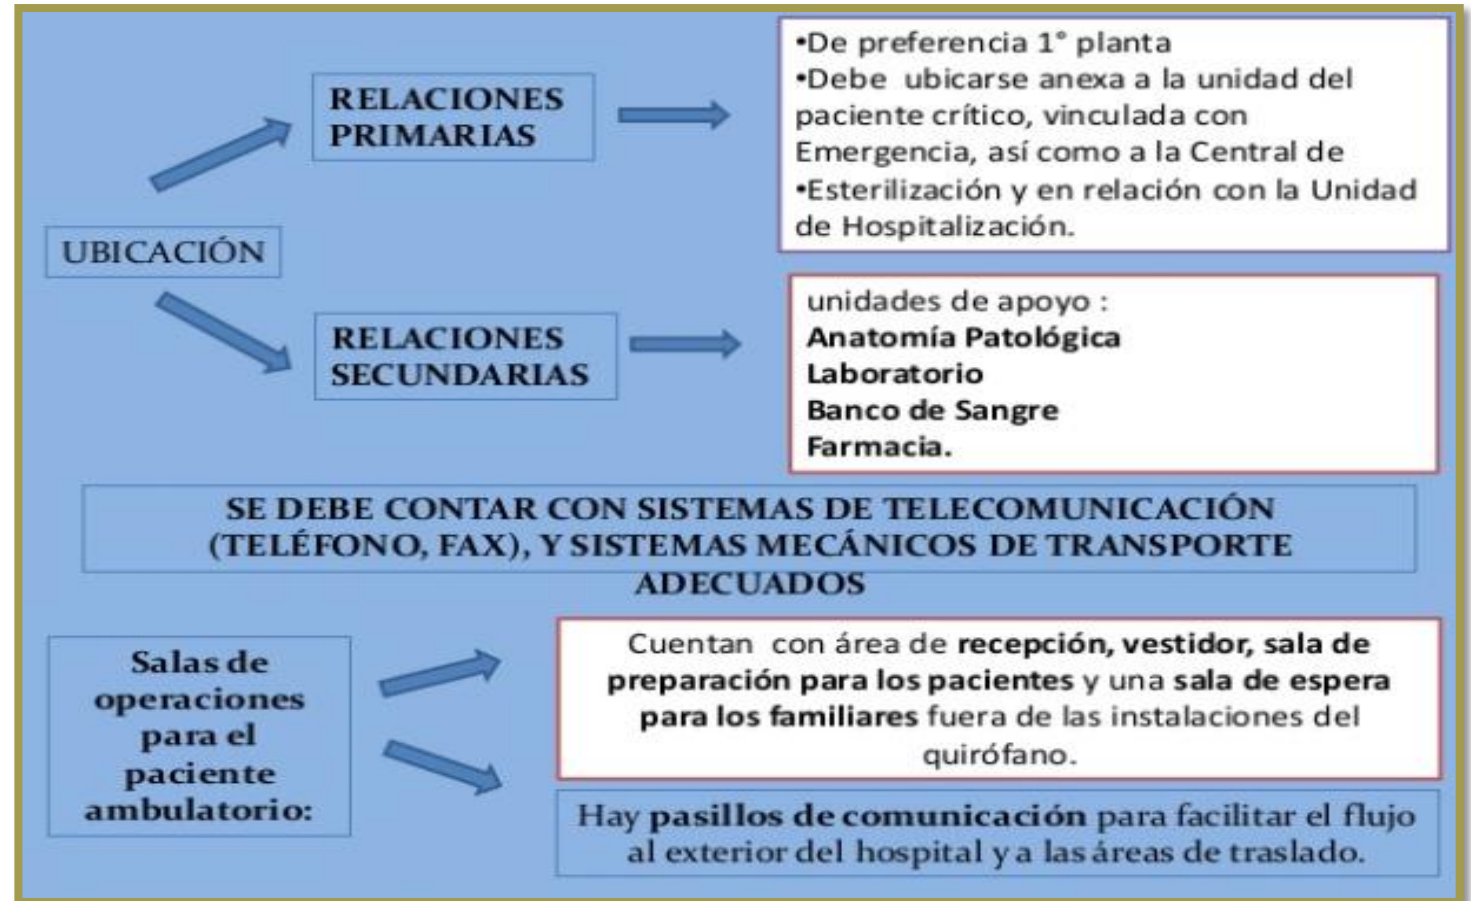 UBICACIÓN
RELACIONES
PRIMARIAS
•De preferencia 1° planta
•Debe ubicarse anexa a la unidad del
paciente crítico, vinculada con
Emergencia, así como a la Central de
•Esterilización y en relación con la Unidad
de Hospitalización.
RELACIONES
SECUNDARIAS
unidades de apoyo :
Anatomía Patológica
Laboratorio
Banco de Sangre
Farmacia.
SE DEBE CONTAR CON SISTEMAS DE TELECOMUNICACIÓN
(TELÉFONO, FAX), Y SISTEMAS MECÁNICOS DE TRANSPORTE
ADECUADOS
Salas de
operaciones
para el
paciente
ambulatorio:
Cuentan con área de recepción, vestidor, sala de
preparación para los pacientes y una sala de espera
para los familiares fuera de las instalaciones del
quirófano.
Hay pasillos de comunicación para facilitar el flujo
al exterior del hospital y a las áreas de traslado.